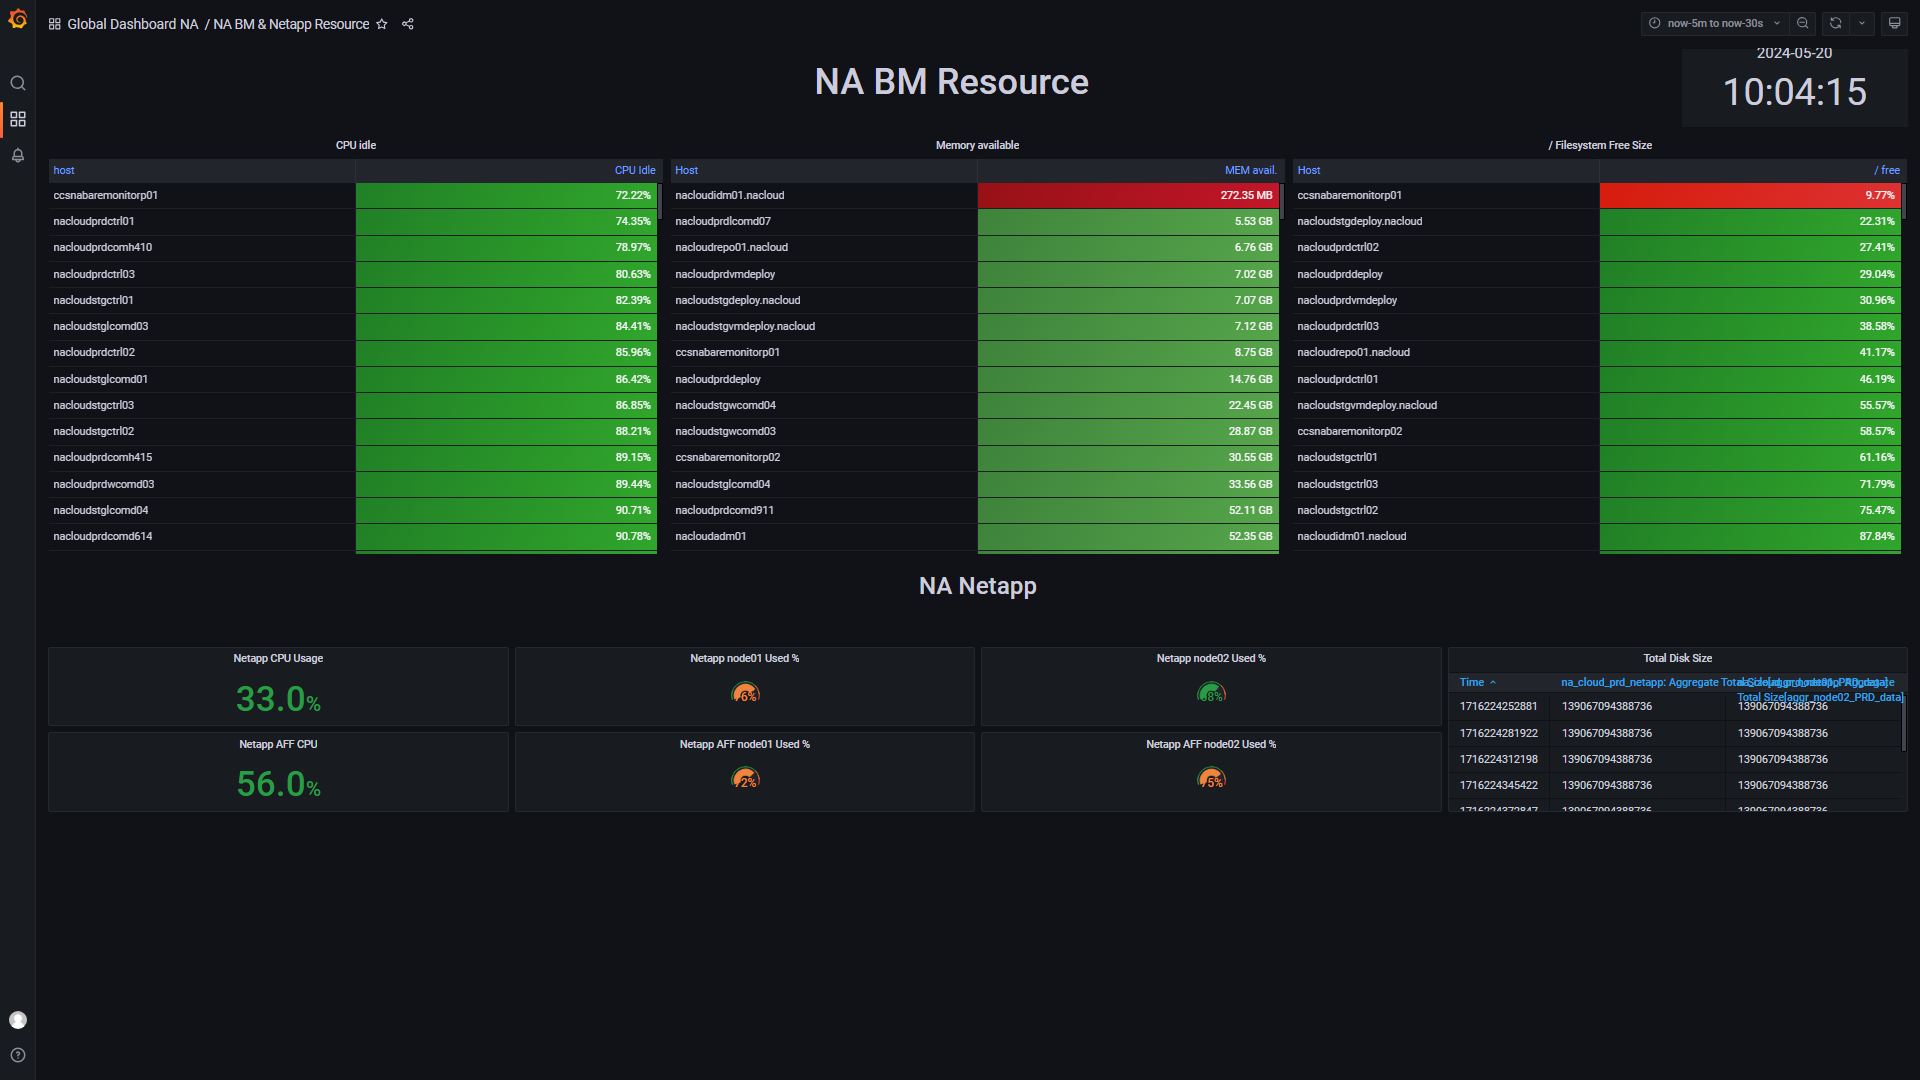 Global Dashboard NA / NA BM & Netapp Resource
now-5m to now-30s
NA BM Resource
2024-05-20
10:04:15
CPU idle
host CPU Idle
ccsnabaremonitorp01 72.22%
nacloudprdctrl01 74.35%
nacloudprdcomh410 78.97%
nacloudprdctrl03 80.63%
nacloudstgctrl01 82.39%
nacloudstglcomd03 84.41%
nacloudprdctrl02 85.96%
nacloudstglcomd01 86.42%
nacloudstgctrl03 86.85%
nacloudstgctrl02 88.21%
nacloudprdcomh415 89.15%
nacloudprdwcomd03 89.44%
nacloudstglcomd04 90.71%
nacloudprdcomd614 90.78%
Memory available
Host MEM avail.
nacloudidm01.nacloud 272.35 MB
nacloudprdlcomd07 5.53 GB
nacloudrepo01.nacloud 6.76 GB
nacloudprdvmdeploy 7.02 GB
nacloudstgdeploy.nacloud 7.07 GB
nacloudstgvmdeploy.nacloud 7.12 GB
ccsnabaremonitorp01 8.75 GB
nacloudprddeploy 14.76 GB
nacloudstgwcomd04 22.45 GB
nacloudstgwcomd03 28.87 GB
ccsnabaremonitorp02 30.55 GB
nacloudstglcomd04 33.56 GB
nacloudprdcomd911 52.11 GB
nacloudadm01 52.35 GB
/ Filesystem Free Size
Host / free
ccsnabaremonitorp01 9.77%
nacloudstgdeploy.nacloud 22.31%
nacloudprdctrl02 27.41%
nacloudprddeploy 29.04%
nacloudprdvmdeploy 30.96%
nacloudprdctrl03 38.58%
nacloudrepo01.nacloud 41.17%
nacloudprdctrl01 46.19%
nacloudstgvmdeploy.nacloud 55.57%
ccsnabaremonitorp02 58.57%
nacloudstgctrl01 61.16%
nacloudstgctrl03 71.79%
nacloudstgctrl02 75.47%
nacloudidm01.nacloud 87.84%
NA Netapp
Netapp CPU Usage
33.0%
Netapp node01 Used %
Netapp node02 Used %
Netapp AFF CPU
56.0%
Netapp AFF node01 Used %
Netapp AFF node02 Used %
Total Disk Size
Time na_cloud_prd_netapp: Aggregate
Total Size[aggr_node02_PRD_data]
1716224252881 139067094388736 139067094388736
1716224281922 139067094388736 139067094388736
1716224312198 139067094388736 139067094388736
1716224345422 139067094388736 139067094388736
1716224372847 139067094388736 139067094388736